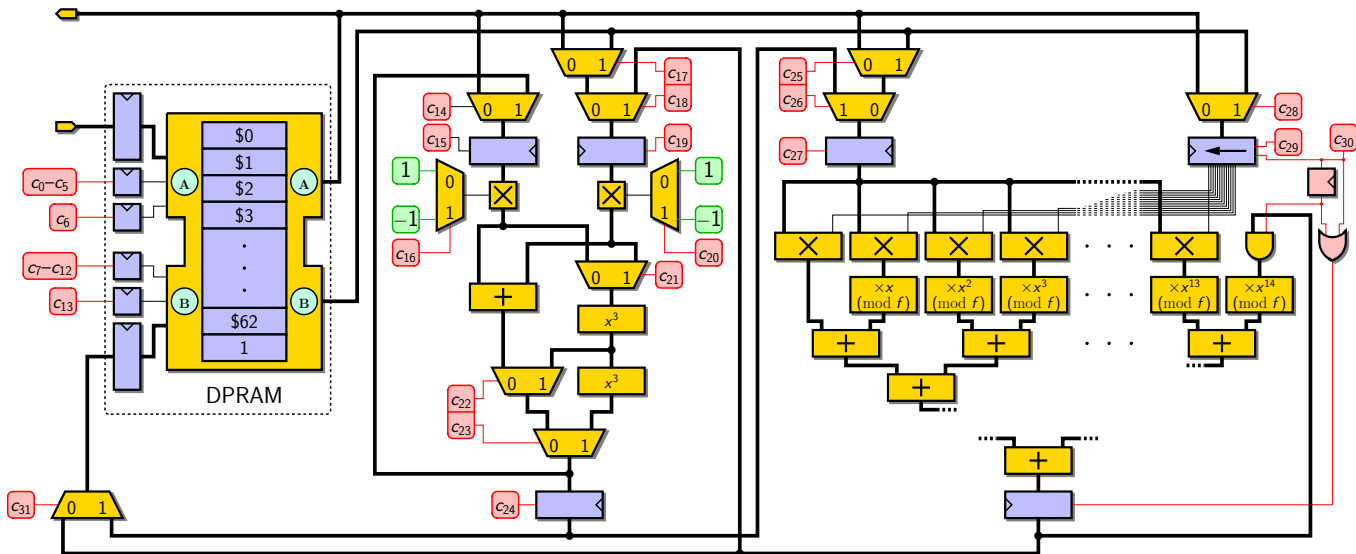 0 1 c₁₇ c₂₅ 0 1
c₁₄ 0 1 0 1 c₁₈ c₂₆ 1 0 0 1 c₂₈
$0 c₁₅ c₁₉ c₂₇ c₂₉ c₃₀
$1
1 0 0 1
c₀–c₅ A $2 A × ×
c₆ $3 −1 1 1 −1
· c₁₆ c₂₀ × × × × · · · ×
c₇–c₁₂ · 0 1 c₂₁
c₁₃ B · B + ×x ×x² ×x³ · · · ×x¹³ ×x¹⁴
(mod f) (mod f) (mod f) (mod f) (mod f)
$62 x³
1 + + · · · +
DPRAM 0 1 x³ +
c₂₂
c₂₃ 0 1
+
c₃₁ 0 1 c₂₄